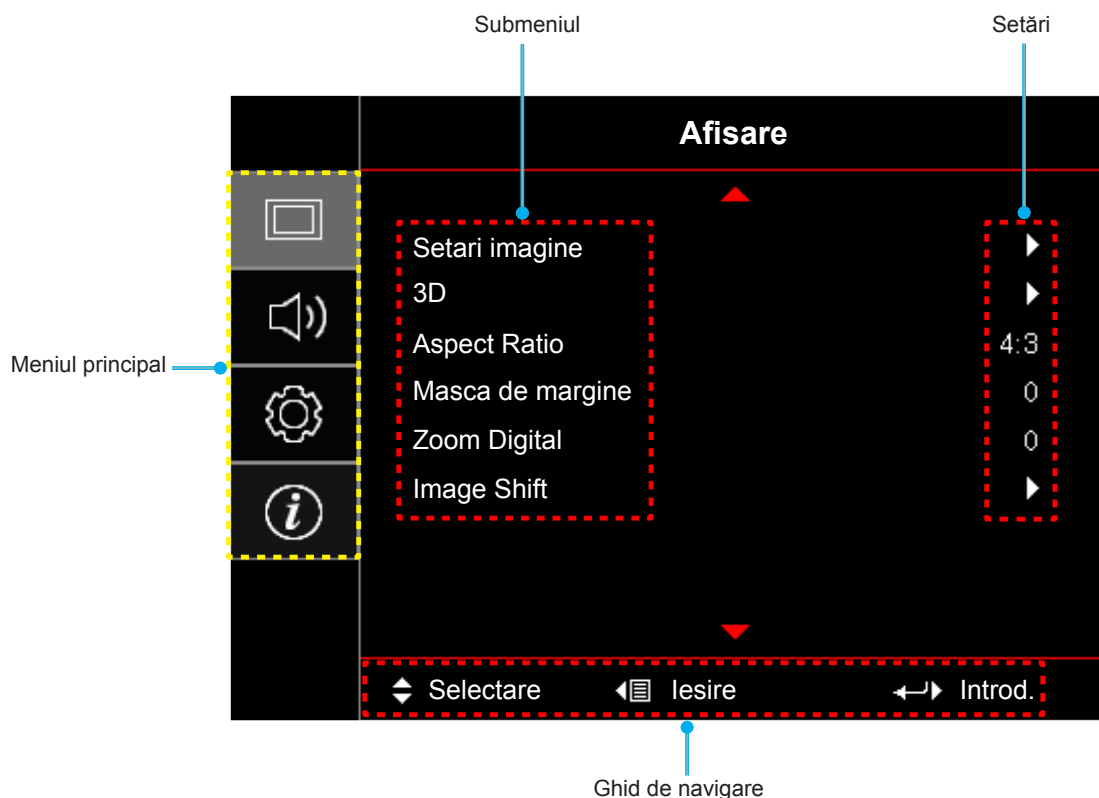 Submeniul
Setări
Afisare
Setari imagine
3D
Aspect Ratio
4:3
Meniul principal
Masca de margine
0
Zoom Digital
0
Image Shift
Selectare
Iesire
Introd.
Ghid de navigare